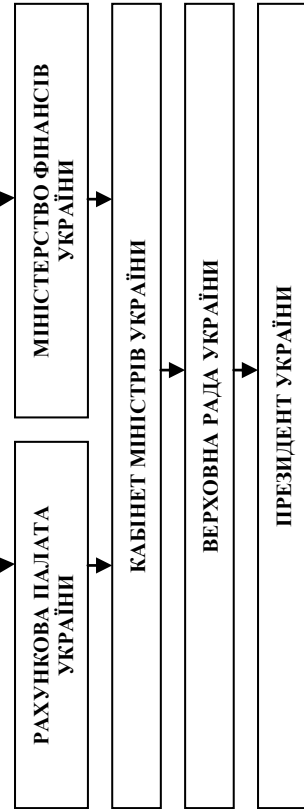 МІНІСТЕРСТВО ФІНАНСІВ
УКРАЇНИ
РАХУНКОВА ПАЛАТА
УКРАЇНИ
КАБІНЕТ МІНІСТРІВ УКРАЇНИ
ВЕРХОВНА РАДА УКРАЇНИ
ПРЕЗИДЕНТ УКРАЇНИ